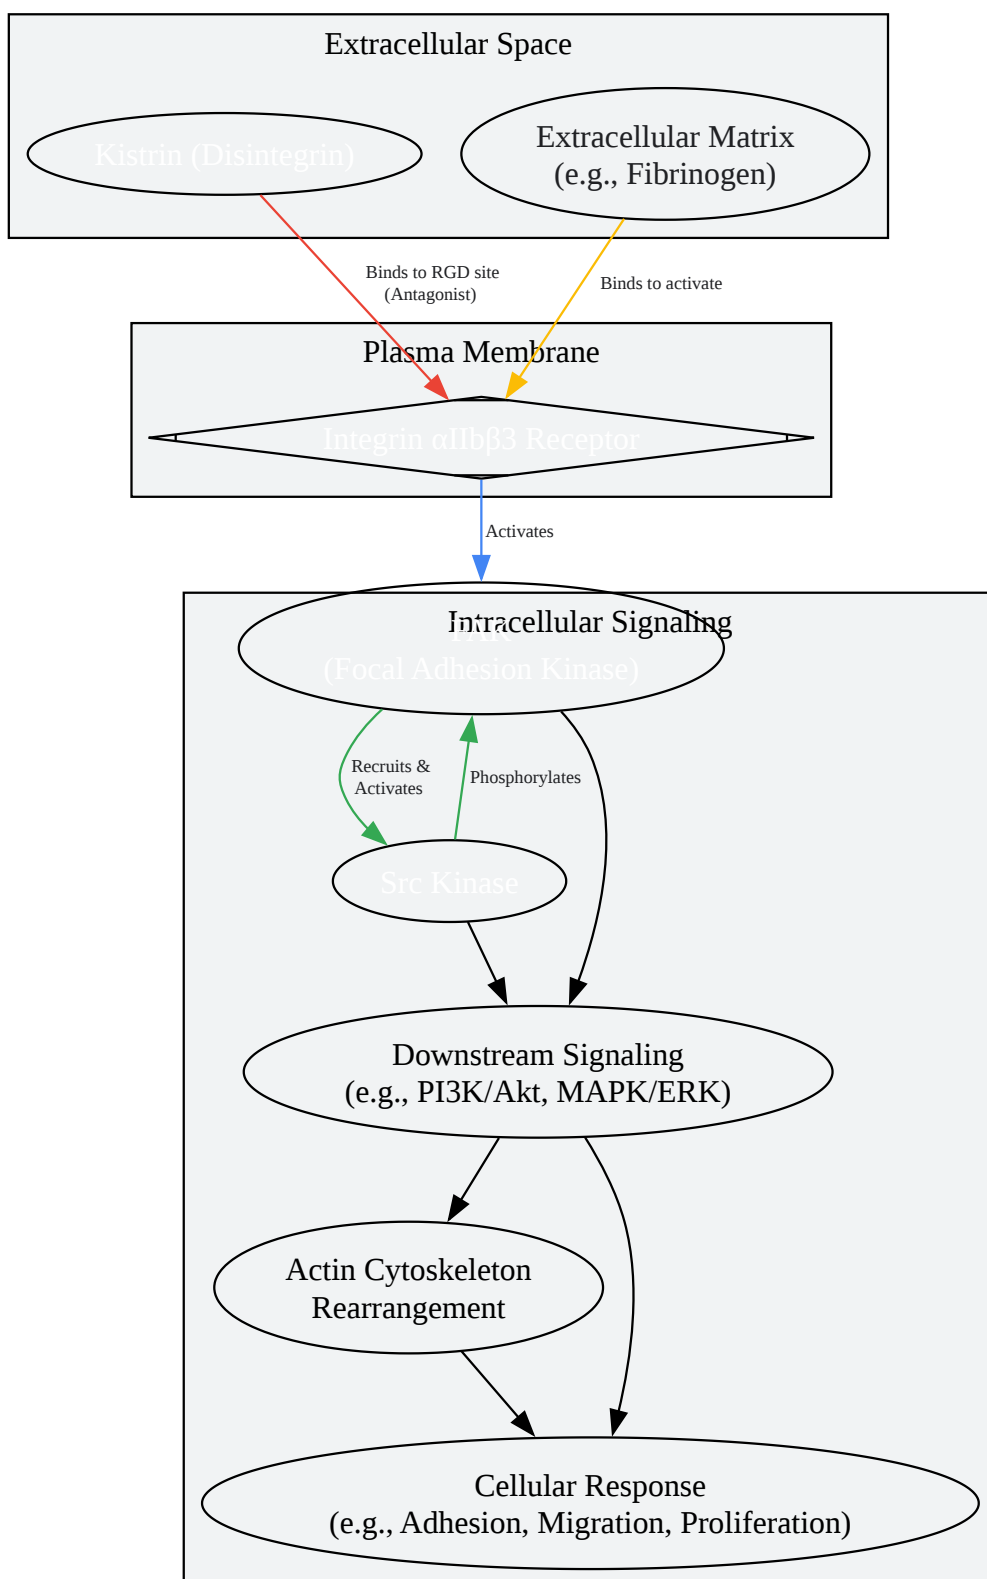 Extracellular Space
Kistrin (Disintegrin)
Extracellular Matrix
(e.g., Fibrinogen)
Binds to RGD site
(Antagonist)
Binds to activate
Plasma Membrane
Integrin αIIbβ3 Receptor
Activates
Intracellular Signaling
FAK
(Focal Adhesion Kinase)
Recruits &
Activates
Phosphorylates
Src Kinase
Downstream Signaling
(e.g., PI3K/Akt, MAPK/ERK)
Actin Cytoskeleton
Rearrangement
Cellular Response
(e.g., Adhesion, Migration, Proliferation)